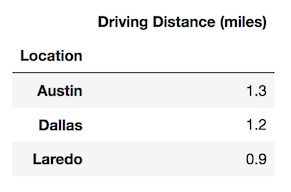 Driving Distance (miles)
Location
Austin 1.3
Dallas 1.2
Laredo 0.9